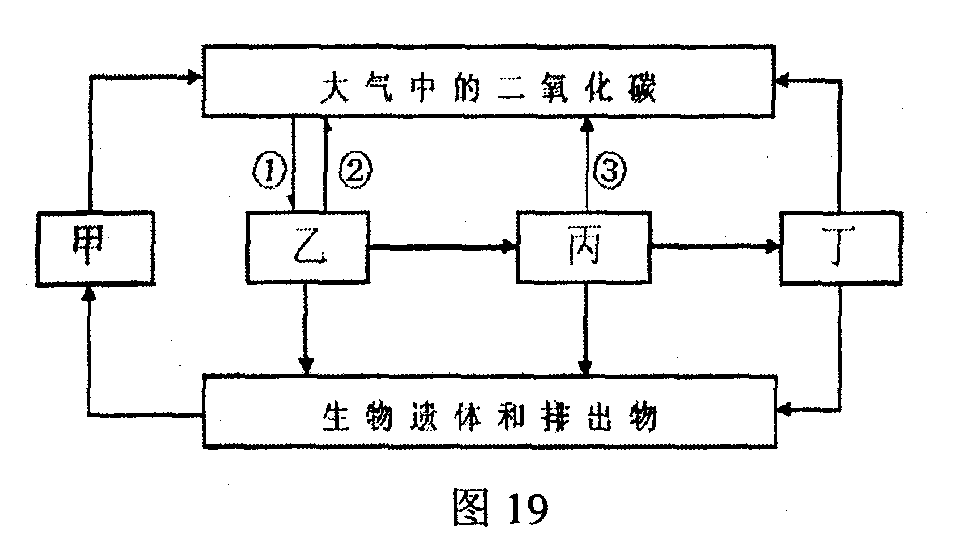 大气中的二氧化碳
① ② ③
甲 乙 丙 丁
生物遗体和排出物
图 19